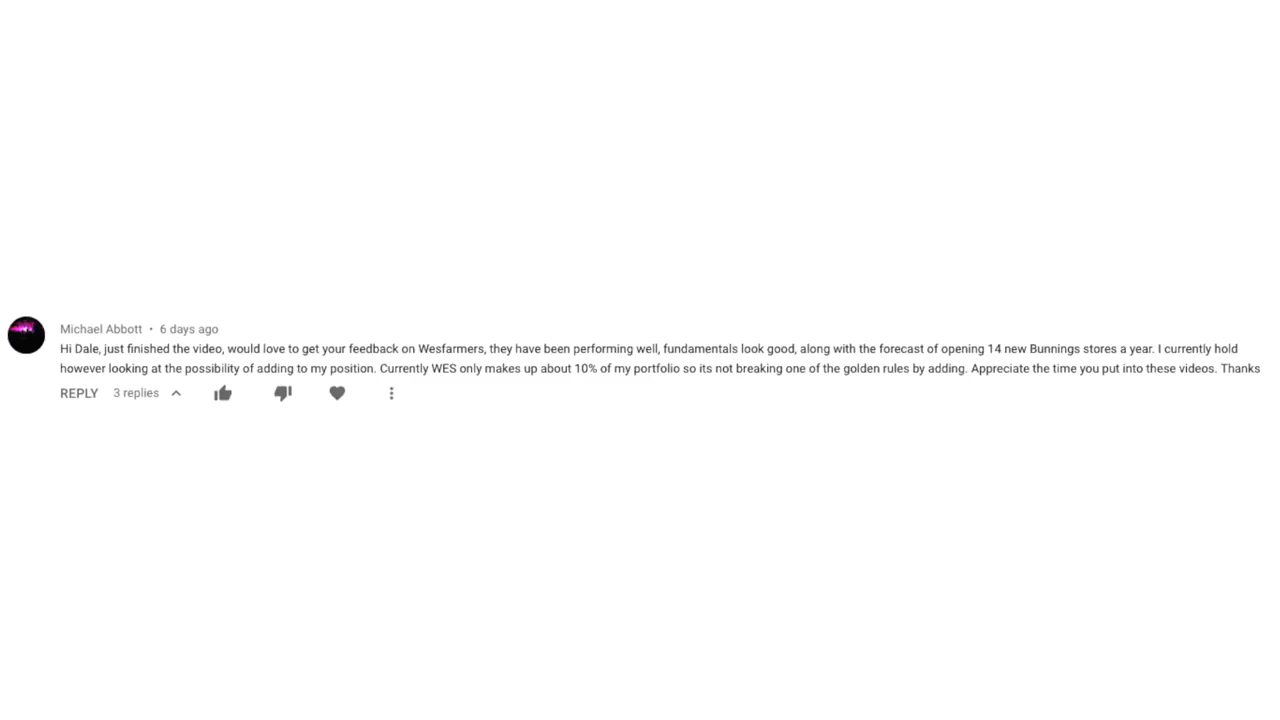 Michael Abbott • 6 days ago
Hi Dale, just finished the video, would love to get your feedback on Wesfarmers, they have been performing well, fundamentals look good, along with the forecast of opening 14 new Bunnings stores a year. I currently hold
however looking at the possibility of adding to my position. Currently WES only makes up about 10% of my portfolio so its not breaking one of the golden rules by adding. Appreciate the time you put into these videos. Thanks
REPLY 3 replies